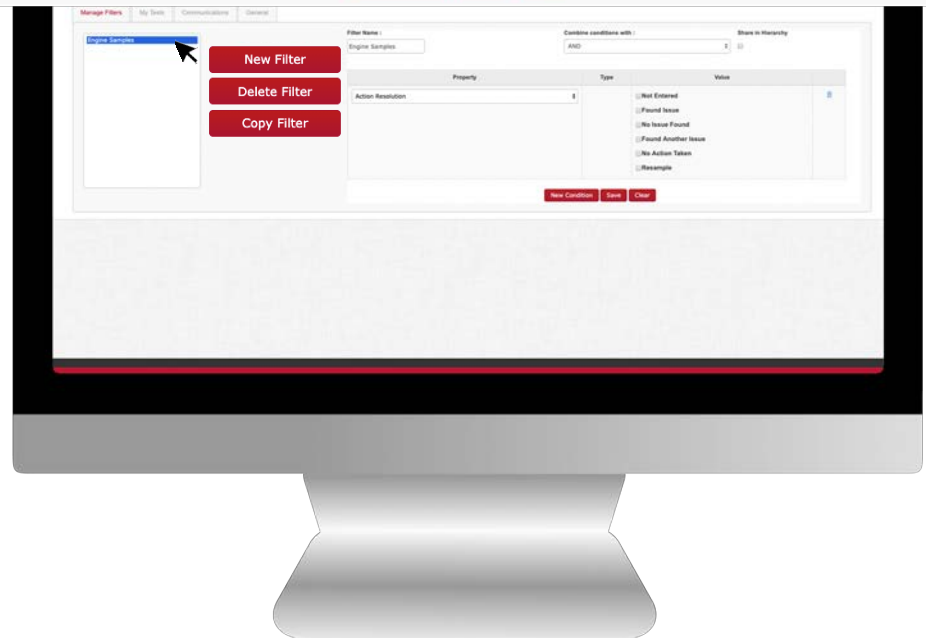 Manage Filters My Tools Communications General
Engine Samples
New Filter
Delete Filter
Copy Filter
Filter Name : Combine conditions with : Share in Hierarchy
Engine Samples AND
Property Type Value
Action Resolution
Not Entered
Found Issue
No Issue Found
Found Another Issue
No Action Taken
Resample
New Condition Save Clear